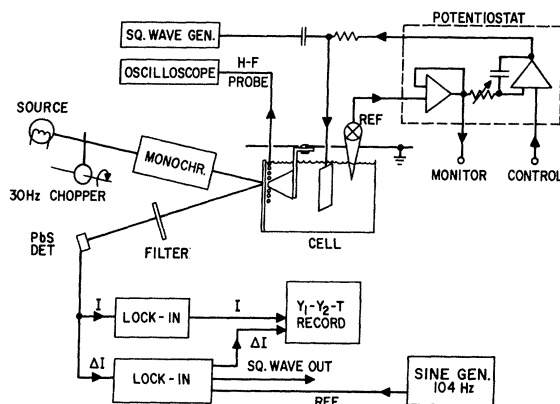 POTENTIOSTAT
SQ. WAVE GEN.
OSCILLOSCOPE
H-F
PROBE
REF
SOURCE
MONOCHR.
MONITOR
CONTROL
30Hz CHOPPER
CELL
PbS
DET
FILTER
I
LOCK-IN
I
Y₁-Y₂-T
RECORD
ΔI
ΔI
LOCK-IN
SQ. WAVE OUT
REF
SINE GEN.
104 Hz